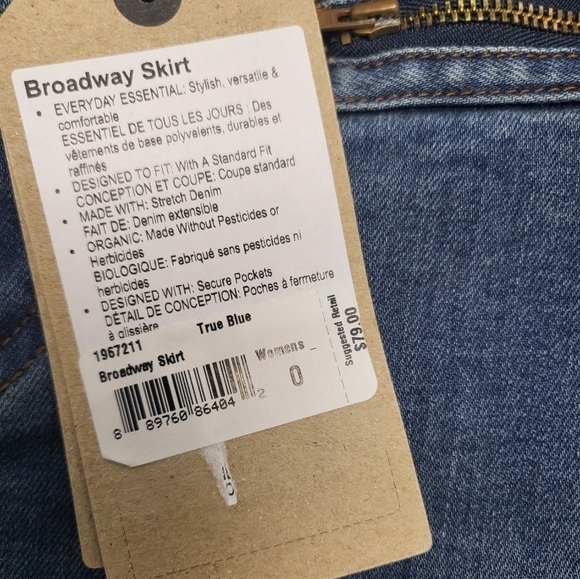 Broadway Skirt
• EVERYDAY ESSENTIAL: Stylish, versatile &
comfortable
ESSENTIEL DE TOUS LES JOURS : Des
vêtements de base polyvalents, durables et
raffinés
• DESIGNED TO FIT: With A Standard Fit
CONCEPTION ET COUPE: Coupe standard
• MADE WITH: Stretch Denim
FAIT DE: Denim extensible
• ORGANIC: Made Without Pesticides or
Herbicides
BIOLOGIQUE: Fabriqué sans pesticides ni
herbicides
• DESIGNED WITH: Secure Pockets
DÉTAIL DE CONCEPTION: Poches à fermeture
à glissière
1967211
True Blue
Broadway Skirt
Womens _
0
8 89760 86404 2
Suggested Retail
$79.00